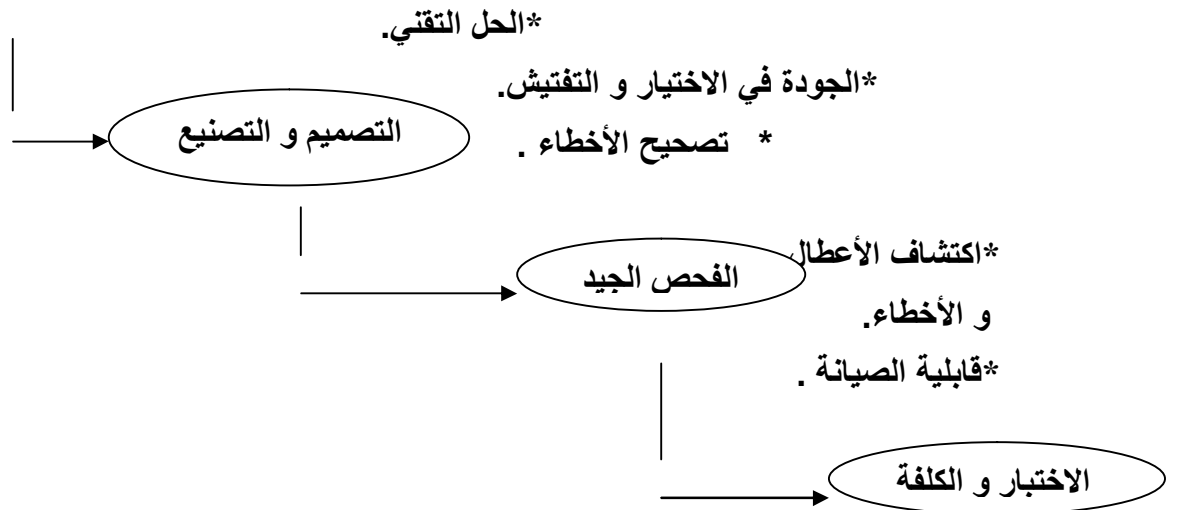 *الحل التقني.
*الجودة في الاختيار و التفتيش.
التصميم و التصنيع
* تصحيح الأخطاء .
*اكتشاف الأعطال
الفحص الجيد
و الأخطاء.
*قابلية الصيانة .
الاختبار و الكلفة